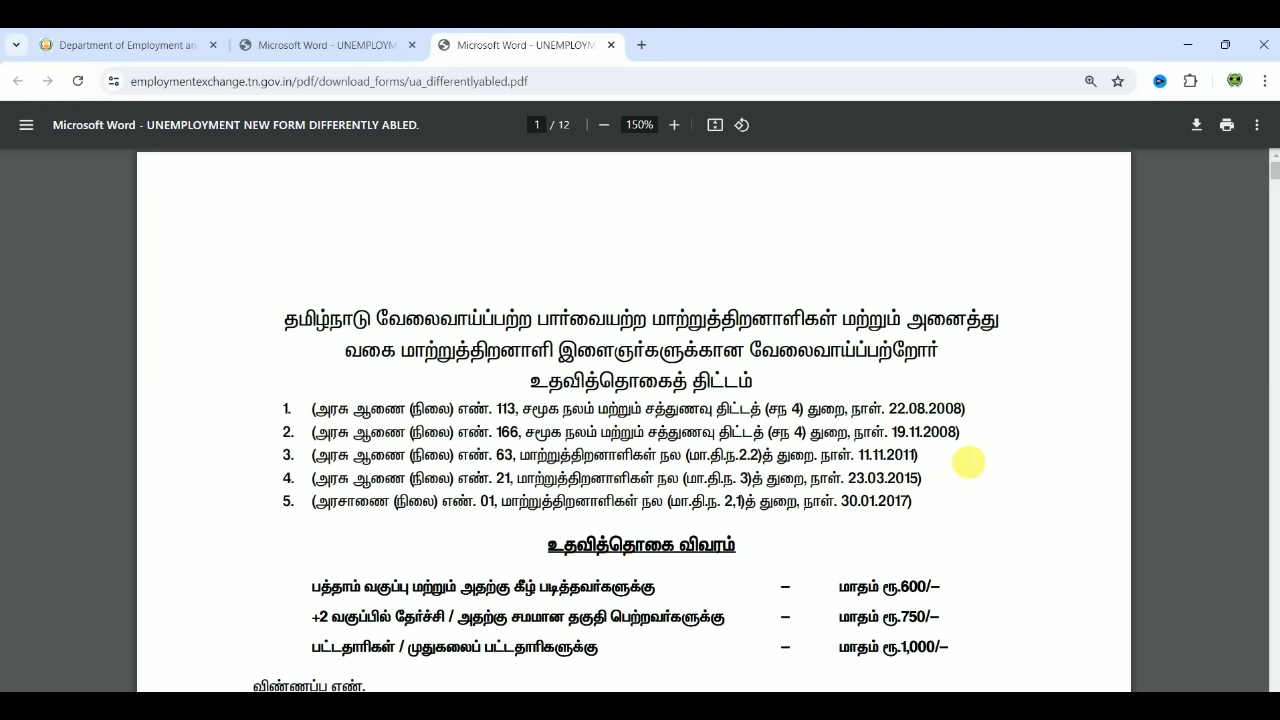 Department of Employment an
Microsoft Word - UNEMPLOYM
Microsoft Word - UNEMPLOYM
employmentexchange.tn.gov.in/pdf/download_forms/ua_differentlyabled.pdf
Microsoft Word - UNEMPLOYMENT NEW FORM DIFFERENTLY ABLED.
1 / 12
150%
தமிழ்நாடு வேலைவாய்ப்பற்ற பார்வையற்ற மாற்றுத்திறனாளிகள் மற்றும் அனைத்து
வகை மாற்றுத்திறனாளி இளைஞர்களுக்கான வேலைவாய்ப்பற்றோர்
உதவித்தொகைத் திட்டம்
1. (அரசு ஆணை (நிலை) எண். 113, சமூக நலம் மற்றும் சத்துணவு திட்டத் (சந 4) துறை, நாள். 22.08.2008)
2. (அரசு ஆணை (நிலை) எண். 166, சமூக நலம் மற்றும் சத்துணவு திட்டத் (சந 4) துறை, நாள். 19.11.2008)
3. (அரசு ஆணை (நிலை) எண். 63, மாற்றுத்திறனாளிகள் நல (மா.தி.ந.2.2)த் துறை. நாள். 11.11.2011)
4. (அரசு ஆணை (நிலை) எண். 21, மாற்றுத்திறனாளிகள் நல (மா.தி.ந. 3)த் துறை, நாள். 23.03.2015)
5. (அரசாணை (நிலை) எண். 01, மாற்றுத்திறனாளிகள் நல (மா.தி.ந. 2,1)த் துறை, நாள். 30.01.2017)
உதவித்தொகை விவரம்
பத்தாம் வகுப்பு மற்றும் அதற்கு கீழ் படித்தவர்களுக்கு – மாதம் ரூ.600/–
+2 வகுப்பில் தேர்ச்சி / அதற்கு சமமான தகுதி பெற்றவர்களுக்கு – மாதம் ரூ.750/–
பட்டதாரிகள் / முதுகலைப் பட்டதாரிகளுக்கு – மாதம் ரூ.1,000/–
விண்ணப்ப எண்.